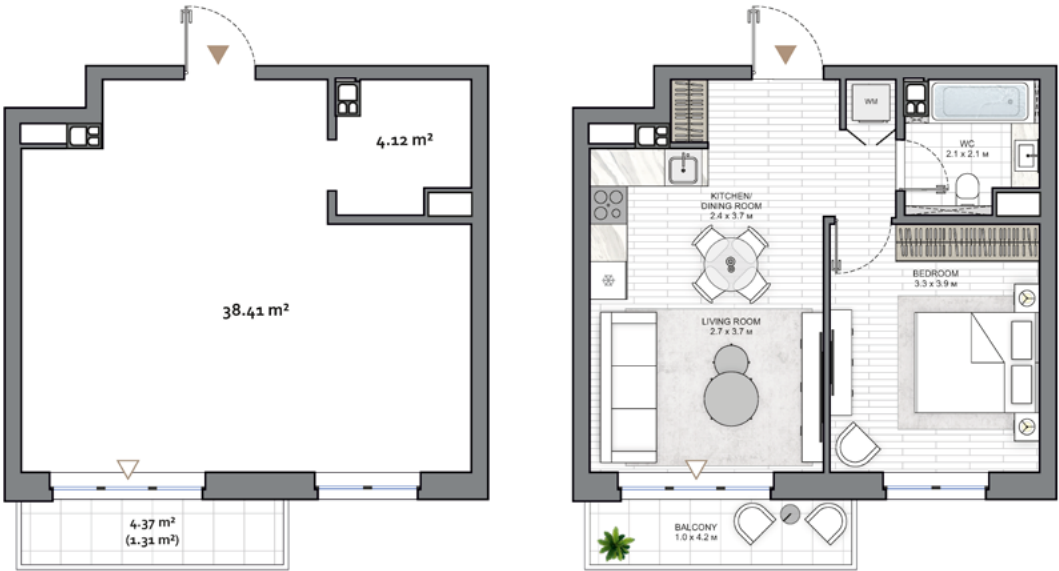 4.12 m²
38.41 m²
4.37 m²
(1.31 m²)
WM
WC
2.1 x 2.1 м
KITCHEN/
DINING ROOM
2.4 x 3.7 м
BEDROOM
3.3 x 3.9 м
LIVING ROOM
2.7 x 3.7 м
BALCONY
1.0 x 4.2 м